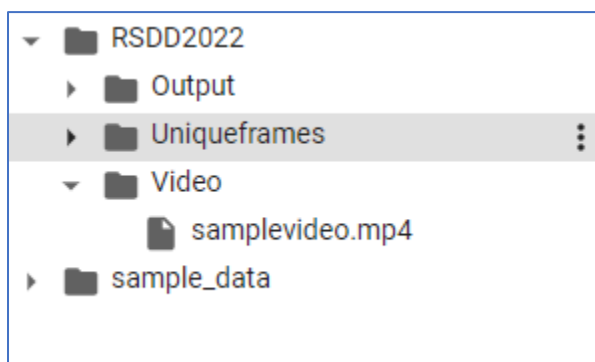 RSDD2022
Output
Uniqueframes
Video
samplevideo.mp4
sample_data